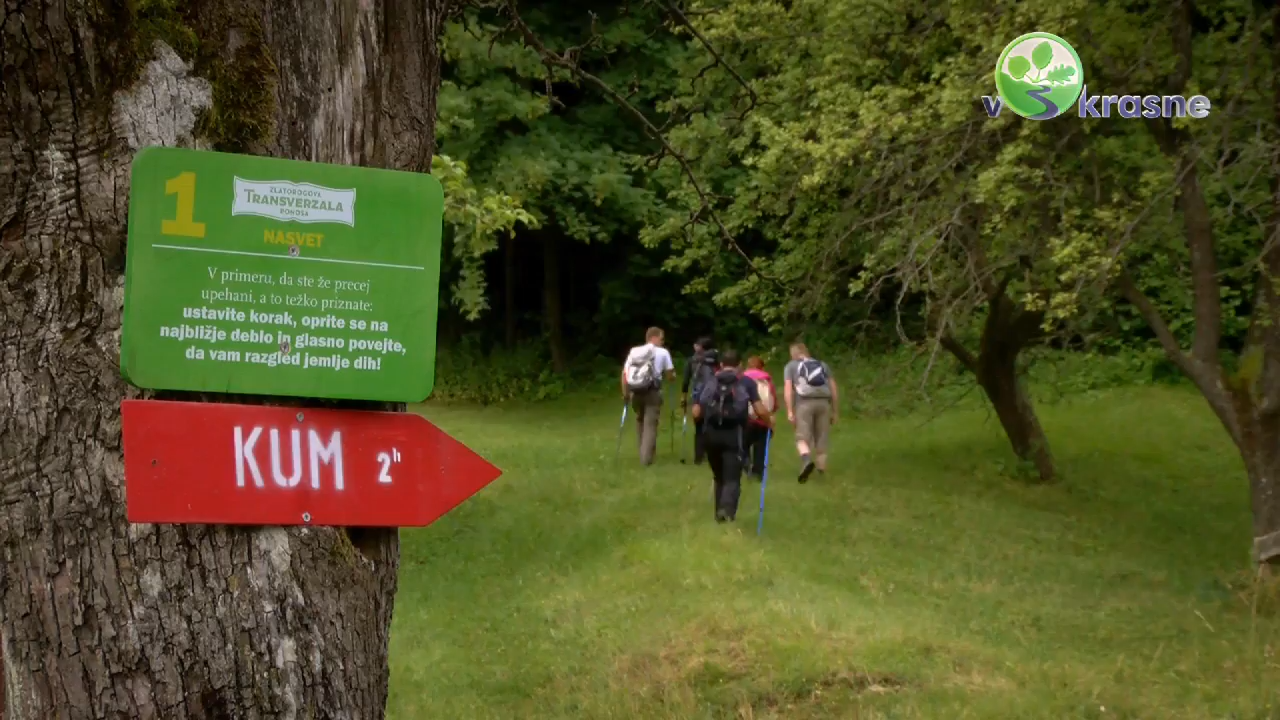 v krasne
1
ZLATOROGOVA
TRANSVERZALA
PONOSA
NASVET
V primeru, da ste že precej
upehani, a to težko priznate:
ustavite korak, oprite se na
najbližje deblo in glasno povejte,
da vam razgled jemlje dih!
KUM 2h